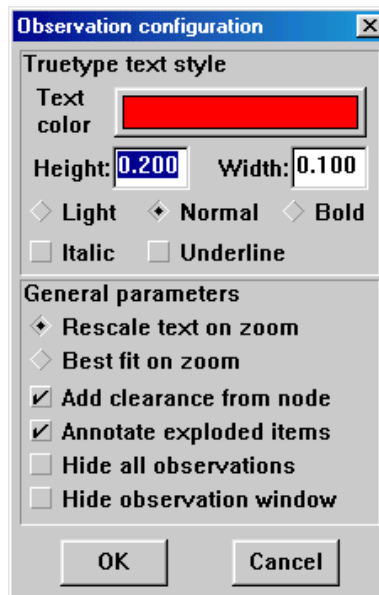 Observation configuration
Truetype text style
Text
color
Height: 0.200 Width: 0.100
Light Normal Bold
Italic Underline
General parameters
Rescale text on zoom
Best fit on zoom
Add clearance from node
Annotate exploded items
Hide all observations
Hide observation window
OK Cancel